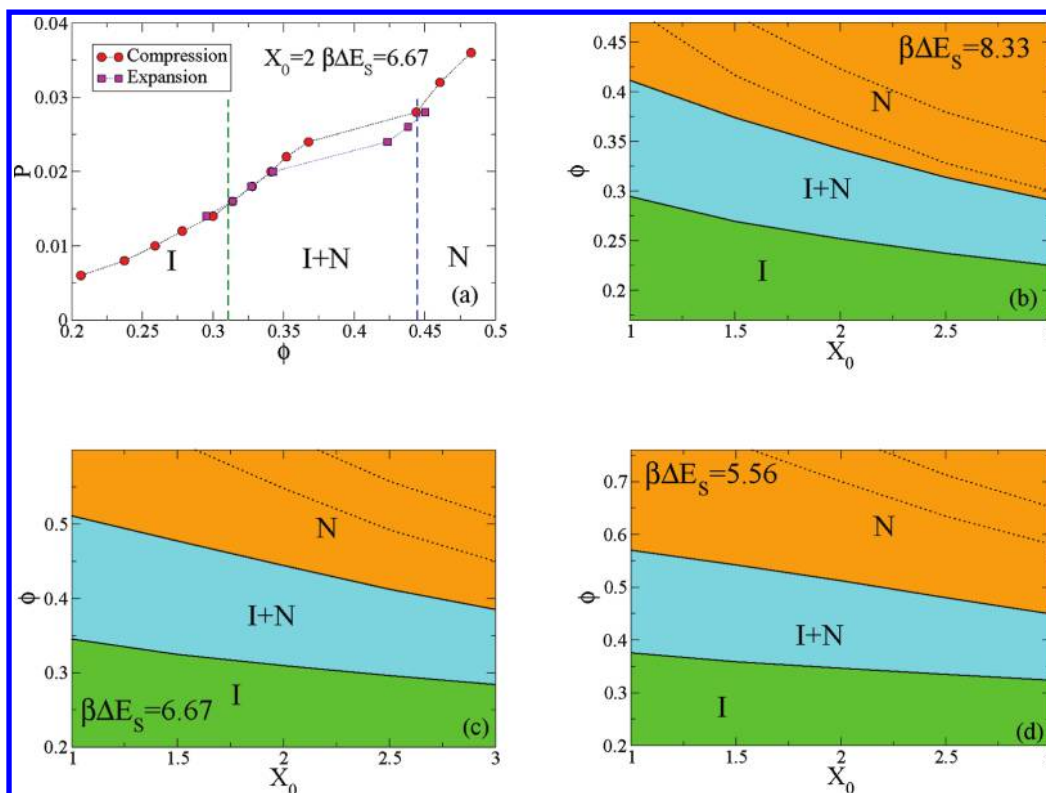 0.04
0.03
0.02
0.01
0
P
Compression
Expansion
X0=2 βΔES=6.67
I
I+N
N
(a)
0.2 0.25 0.3 0.35 0.4 0.45 0.5
ϕ
0.45
0.4
0.35
0.3
0.25
0.2
ϕ
βΔES=8.33
N
I+N
I
(b)
1 1.5 2 2.5
X0
0.5
0.4
0.3
0.2
ϕ
N
I+N
I
βΔES=6.67
(c)
1 1.5 2 2.5 3
X0
0.7
0.6
0.5
0.4
0.3
0.2
ϕ
βΔES=5.56
N
I+N
I
(d)
1 1.5 2 2.5
X0